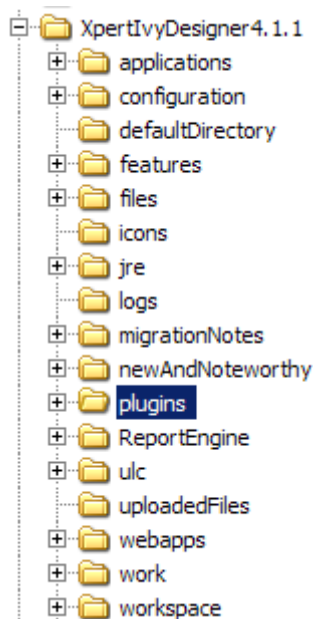 XpertIvyDesigner4.1.1
applications
configuration
defaultDirectory
features
files
icons
jre
logs
migrationNotes
newAndNoteworthy
plugins
ReportEngine
ulc
uploadedFiles
webapps
work
workspace